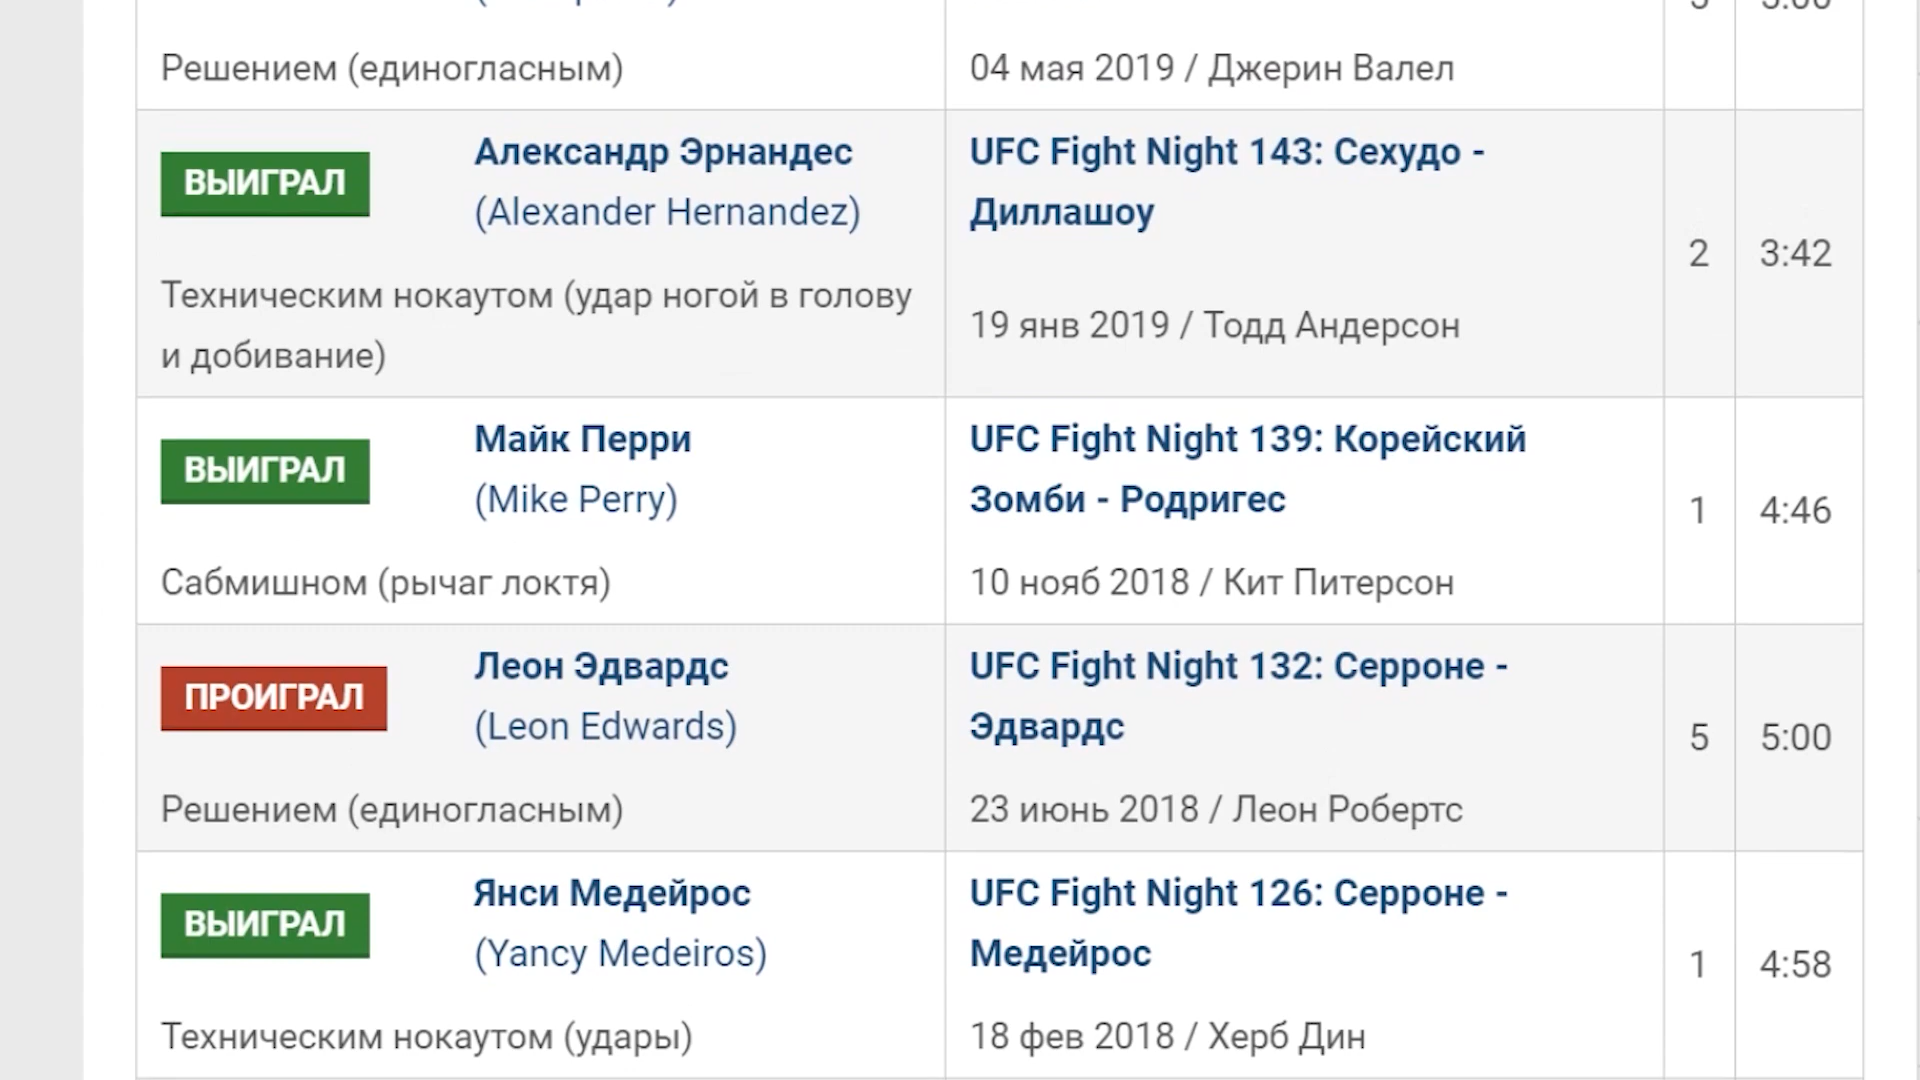 Решением (единогласным)
04 мая 2019 / Джерин Валел
ВЫИГРАЛ
Александр Эрнандес
(Alexander Hernandez)
Техническим нокаутом (удар ногой в голову
и добивание)
UFC Fight Night 143: Сехудо -
Диллашоу
19 янв 2019 / Тодд Андерсон
2
3:42
ВЫИГРАЛ
Майк Перри
(Mike Perry)
Сабмишном (рычаг локтя)
UFC Fight Night 139: Корейский
Зомби - Родригес
10 нояб 2018 / Кит Питерсон
1
4:46
ПРОИГРАЛ
Леон Эдвардс
(Leon Edwards)
Решением (единогласным)
UFC Fight Night 132: Серроне -
Эдвардс
23 июнь 2018 / Леон Робертс
5
5:00
ВЫИГРАЛ
Янси Медейрос
(Yancy Medeiros)
Техническим нокаутом (удары)
UFC Fight Night 126: Серроне -
Медейрос
18 фев 2018 / Херб Дин
1
4:58